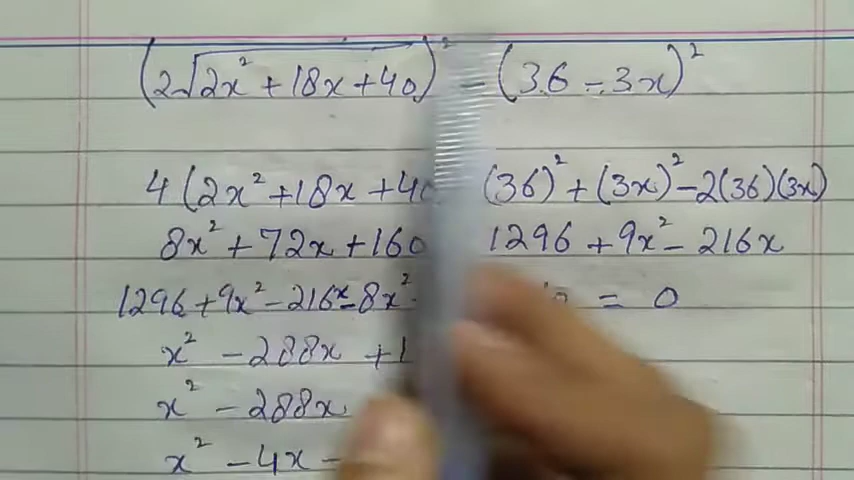 (2√2x² + 18x + 40)² = (36 - 3x)²
4(2x² + 18x + 40 (36)² + (3x)² - 2(36)(3x)
8x² + 72x + 160 1296 + 9x² - 216x
1296 + 9x² - 216x - 8x² = 0
x² - 288x + 1
x² - 288x
x² - 4x -